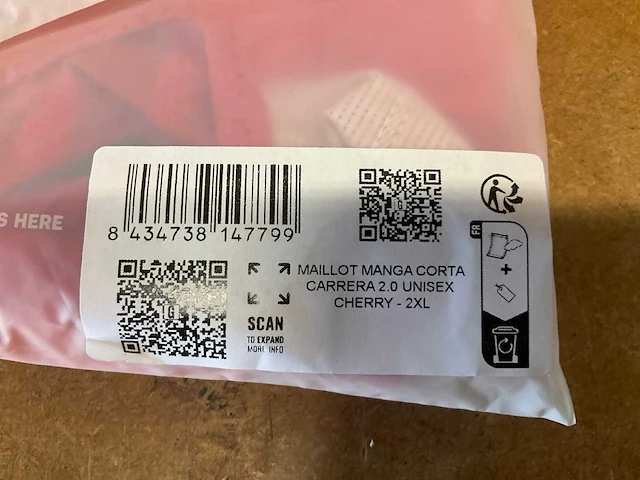 S HERE
8 434738 147799
MAILLOT MANGA CORTA
CARRERA 2.0 UNISEX
CHERRY - 2XL
SCAN
TO EXPAND
MORE INFO
FR
+